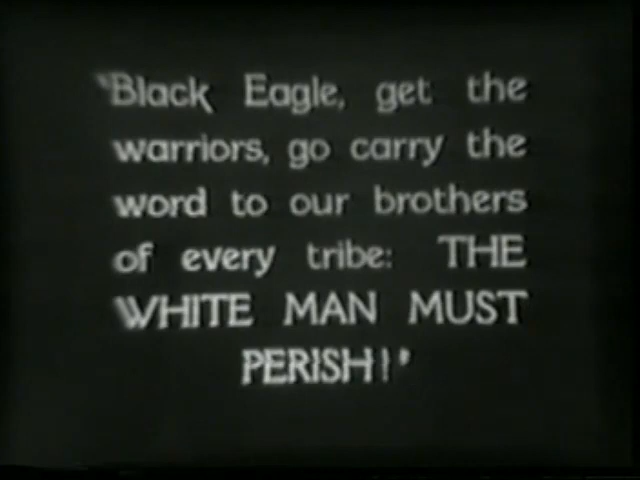 "Black Eagle, get the
warriors, go carry the
word to our brothers
of every tribe: THE
WHITE MAN MUST
PERISH!"